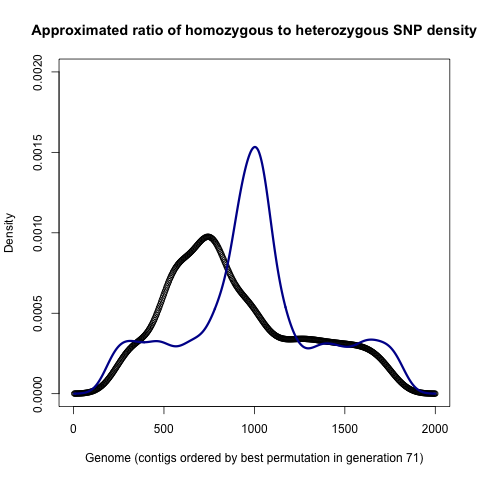 Approximated ratio of homozygous to heterozygous SNP density
0.0020
0.0015
0.0010
0.0005
0.0000
Density
0 500 1000 1500 2000
Genome (contigs ordered by best permutation in generation 71)